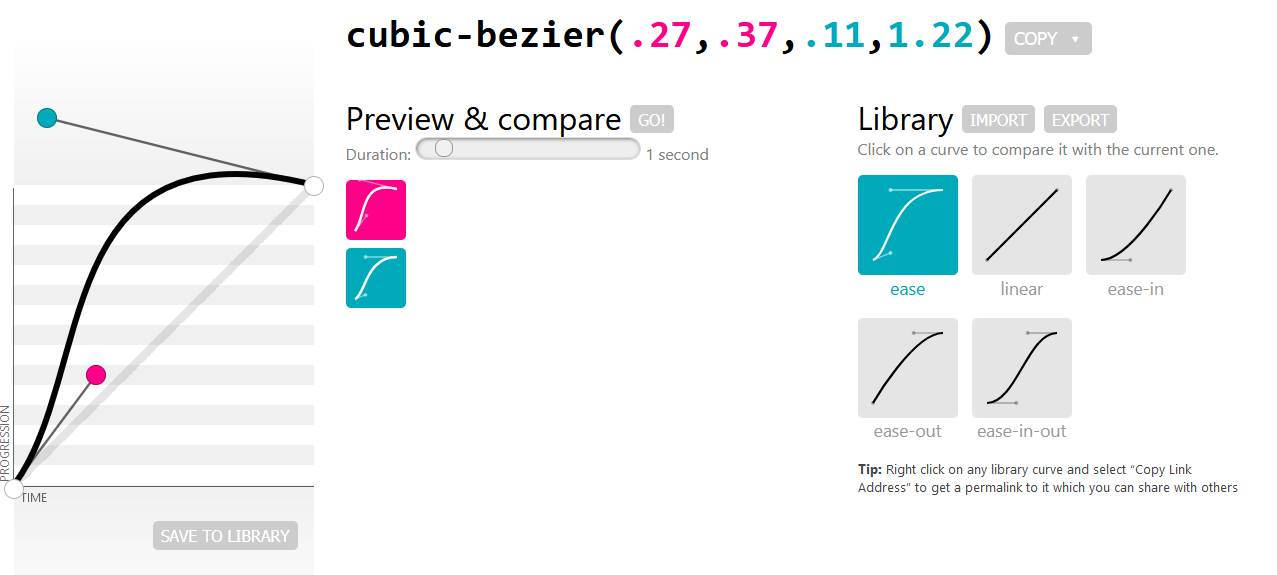 cubic-bezier(.27,.37,.11,1.22) COPY ▼
Preview & compare GO!
Duration: 1 second
Library IMPORT EXPORT
Click on a curve to compare it with the current one.
ease linear ease-in
ease-out ease-in-out
Tip: Right click on any library curve and select “Copy Link
Address” to get a permalink to it which you can share with others
PROGRESSION
TIME
SAVE TO LIBRARY